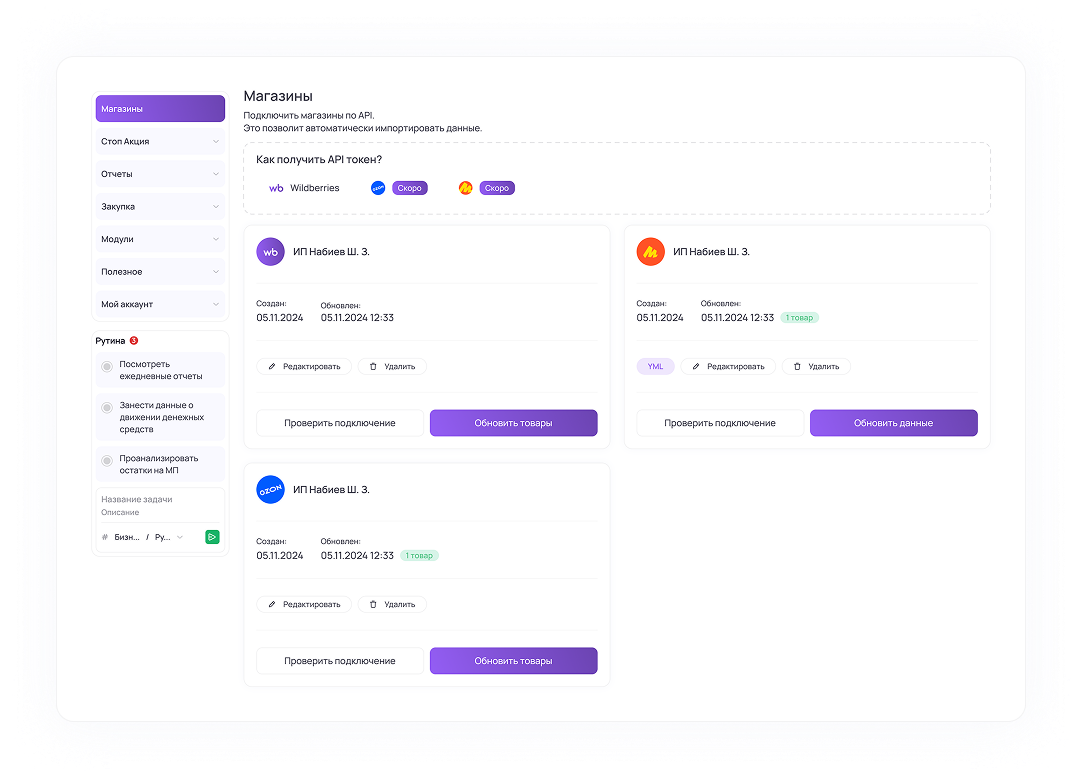 Магазины
Стоп Акция
Отчеты
Закупка
Модули
Полезное
Мой аккаунт
Рутина 3
Посмотреть
ежедневные отчеты
Занести данные о
движении денежных
средств
Проанализировать
остатки на МП
Название задачи
Описание
# Бизн... / Ру...
Магазины
Подключить магазины по API.
Это позволит автоматически импортировать данные.
Как получить API токен?
wb Wildberries OZON Скоро Скоро
wb ИП Набиев Ш. З.
Создан: Обновлен:
05.11.2024 05.11.2024 12:33
Редактировать Удалить
Проверить подключение Обновить товары
ИП Набиев Ш. З.
Создан: Обновлен:
05.11.2024 05.11.2024 12:33 1 товар
YML Редактировать Удалить
Проверить подключение Обновить данные
OZON ИП Набиев Ш. З.
Создан: Обновлен:
05.11.2024 05.11.2024 12:33 1 товар
Редактировать Удалить
Проверить подключение Обновить товары